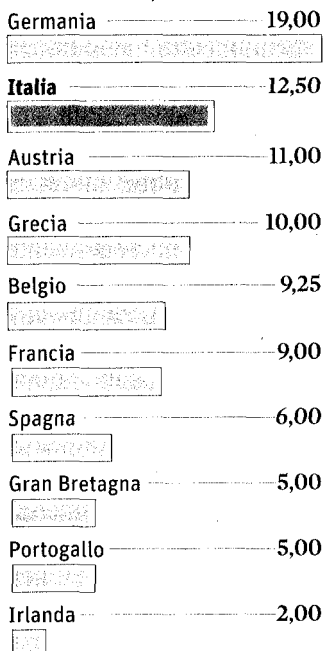 Germania 19,00
Italia 12,50
Austria 11,00
Grecia 10,00
Belgio 9,25
Francia 9,00
Spagna 6,00
Gran Bretagna 5,00
Portogallo 5,00
Irlanda 2,00